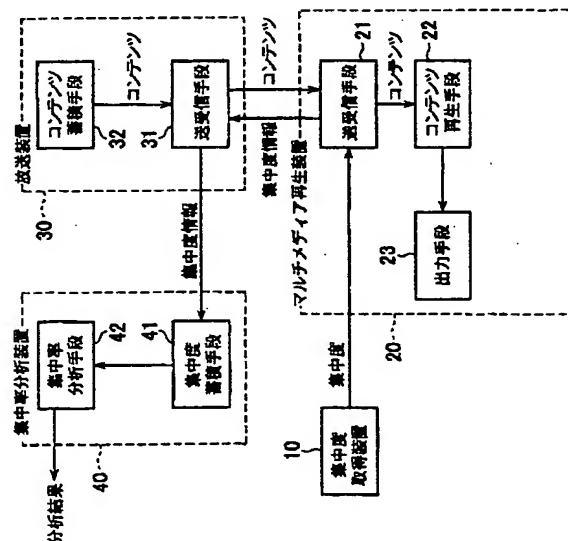 放送装置
コンテンツ
蓄積手段
32
コンテンツ
送受信手段
31
30
コンテンツ
集中度情報
集中度情報
マルチメディア再生装置
送受信手段
21
コンテンツ
コンテンツ
再生手段
22
出力手段
23
20
集中率分析装置
集中率
分析手段
42
集中度
蓄積手段
41
40
分析結果
集中度
集中度
取得装置
10